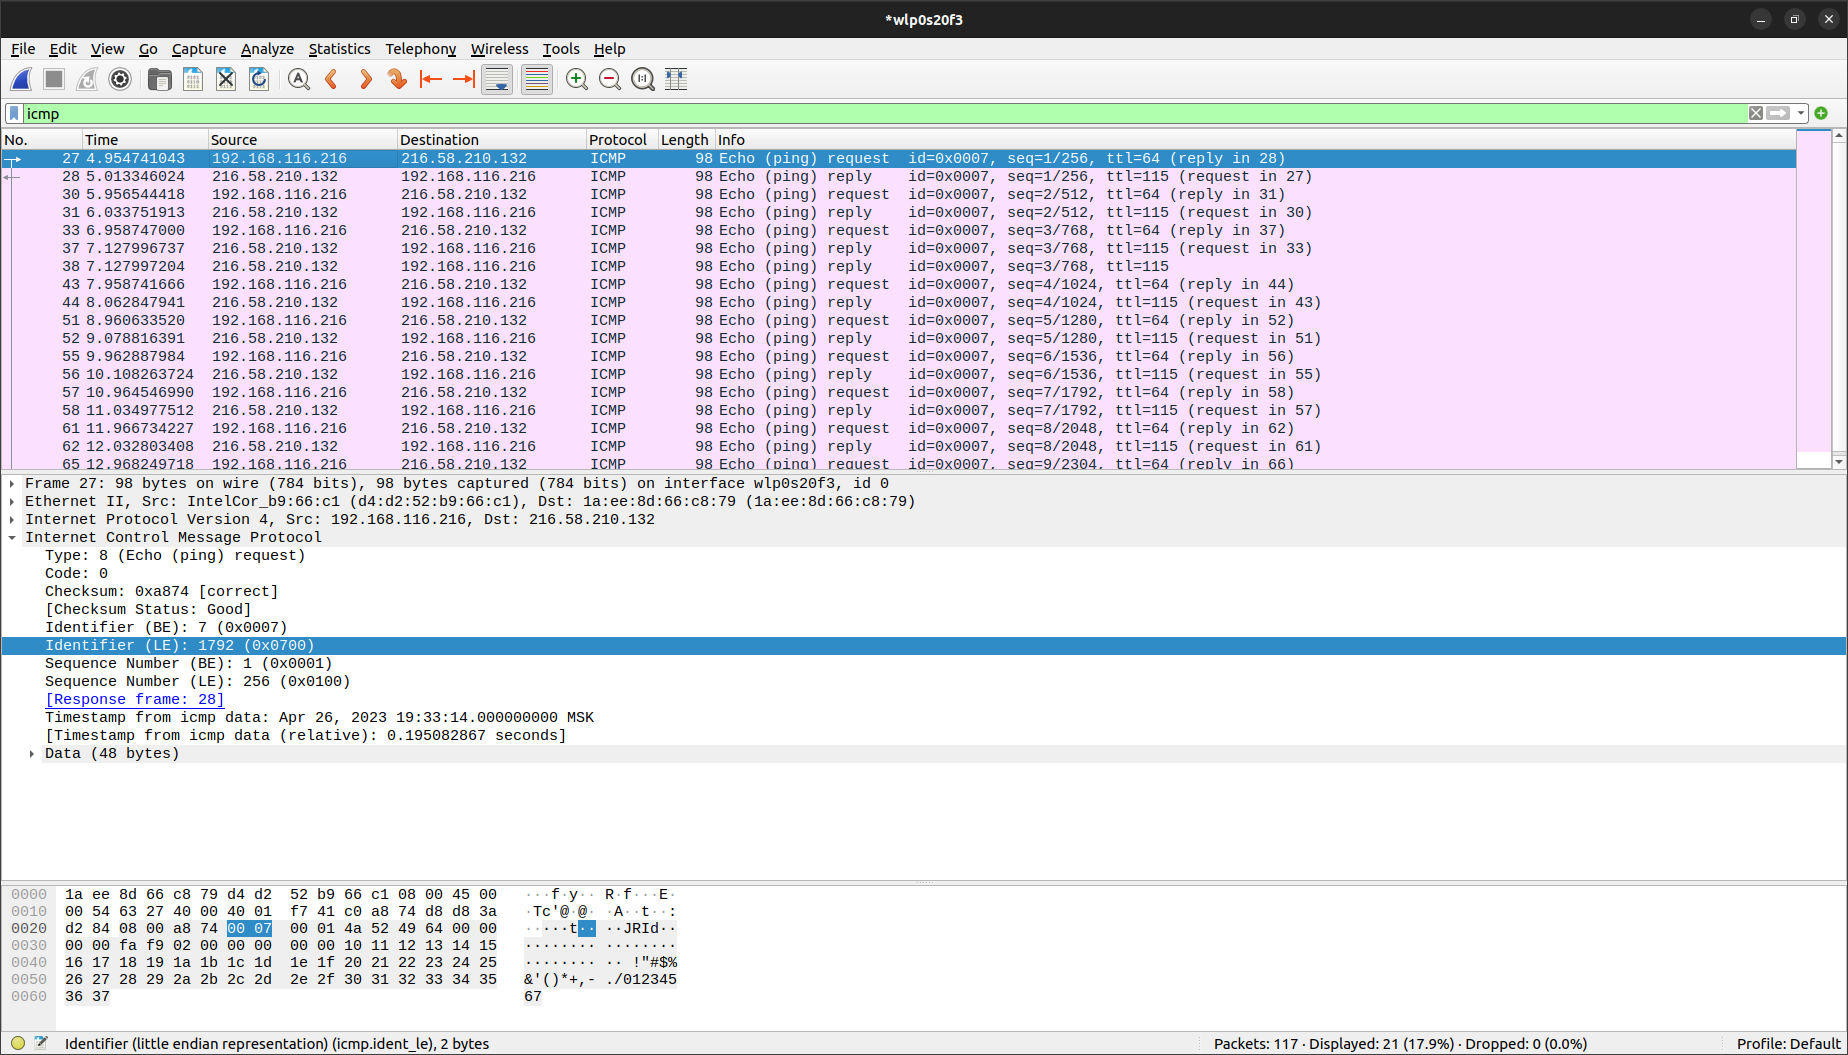 *wlp0s20f3
File Edit View Go Capture Analyze Statistics Telephony Wireless Tools Help
icmp
No. Time Source Destination Protocol Length Info
27 4.954741043 192.168.116.216 216.58.210.132 ICMP 98 Echo (ping) request id=0x0007, seq=1/256, ttl=64 (reply in 28)
28 5.013346024 216.58.210.132 192.168.116.216 ICMP 98 Echo (ping) reply id=0x0007, seq=1/256, ttl=115 (request in 27)
30 5.956544418 192.168.116.216 216.58.210.132 ICMP 98 Echo (ping) request id=0x0007, seq=2/512, ttl=64 (reply in 31)
31 6.033751913 216.58.210.132 192.168.116.216 ICMP 98 Echo (ping) reply id=0x0007, seq=2/512, ttl=115 (request in 30)
33 6.958747000 192.168.116.216 216.58.210.132 ICMP 98 Echo (ping) request id=0x0007, seq=3/768, ttl=64 (reply in 37)
37 7.127996737 216.58.210.132 192.168.116.216 ICMP 98 Echo (ping) reply id=0x0007, seq=3/768, ttl=115 (request in 33)
38 7.127997204 216.58.210.132 192.168.116.216 ICMP 98 Echo (ping) reply id=0x0007, seq=3/768, ttl=115
43 7.958741666 192.168.116.216 216.58.210.132 ICMP 98 Echo (ping) request id=0x0007, seq=4/1024, ttl=64 (reply in 44)
44 8.062847941 216.58.210.132 192.168.116.216 ICMP 98 Echo (ping) reply id=0x0007, seq=4/1024, ttl=115 (request in 43)
51 8.960633520 192.168.116.216 216.58.210.132 ICMP 98 Echo (ping) request id=0x0007, seq=5/1280, ttl=64 (reply in 52)
52 9.078816391 216.58.210.132 192.168.116.216 ICMP 98 Echo (ping) reply id=0x0007, seq=5/1280, ttl=115 (request in 51)
55 9.962887984 192.168.116.216 216.58.210.132 ICMP 98 Echo (ping) request id=0x0007, seq=6/1536, ttl=64 (reply in 56)
56 10.108263724 216.58.210.132 192.168.116.216 ICMP 98 Echo (ping) reply id=0x0007, seq=6/1536, ttl=115 (request in 55)
57 10.964546990 192.168.116.216 216.58.210.132 ICMP 98 Echo (ping) request id=0x0007, seq=7/1792, ttl=64 (reply in 58)
58 11.034977512 216.58.210.132 192.168.116.216 ICMP 98 Echo (ping) reply id=0x0007, seq=7/1792, ttl=115 (request in 57)
61 11.966734227 192.168.116.216 216.58.210.132 ICMP 98 Echo (ping) request id=0x0007, seq=8/2048, ttl=64 (reply in 62)
62 12.032803408 216.58.210.132 192.168.116.216 ICMP 98 Echo (ping) reply id=0x0007, seq=8/2048, ttl=115 (request in 61)
65 12.968249718 192.168.116.216 216.58.210.132 ICMP 98 Echo (ping) request id=0x0007, seq=9/2304, ttl=64 (reply in 66)
Frame 27: 98 bytes on wire (784 bits), 98 bytes captured (784 bits) on interface wlp0s20f3, id 0
Ethernet II, Src: IntelCor_b9:66:c1 (d4:d2:52:b9:66:c1), Dst: 1a:ee:8d:66:c8:79 (1a:ee:8d:66:c8:79)
Internet Protocol Version 4, Src: 192.168.116.216, Dst: 216.58.210.132
Internet Control Message Protocol
Type: 8 (Echo (ping) request)
Code: 0
Checksum: 0xa874 [correct]
[Checksum Status: Good]
Identifier (BE): 7 (0x0007)
Identifier (LE): 1792 (0x0700)
Sequence Number (BE): 1 (0x0001)
Sequence Number (LE): 256 (0x0100)
[Response frame: 28]
Timestamp from icmp data: Apr 26, 2023 19:33:14.000000000 MSK
[Timestamp from icmp data (relative): 0.195082867 seconds]
Data (48 bytes)
0000 1a ee 8d 66 c8 79 d4 d2 52 b9 66 c1 08 00 45 00 ···f·y·· R·f···E·
0010 00 54 63 27 40 00 40 01 f7 41 c0 a8 74 d8 d8 3a ·Tc'@·@· ·A··t··:
0020 d2 84 08 00 a8 74 00 07 00 01 4a 52 49 64 00 00 ·····t·· ··JRId··
0030 00 00 fa f9 02 00 00 00 00 00 10 11 12 13 14 15 ········ ········
0040 16 17 18 19 1a 1b 1c 1d 1e 1f 20 21 22 23 24 25 ········ ·· !"#$%
0050 26 27 28 29 2a 2b 2c 2d 2e 2f 30 31 32 33 34 35 &'()*+,- ./012345
0060 36 37 67
Identifier (little endian representation) (icmp.ident_le), 2 bytes Packets: 117 · Displayed: 21 (17.9%) · Dropped: 0 (0.0%) Profile: Default